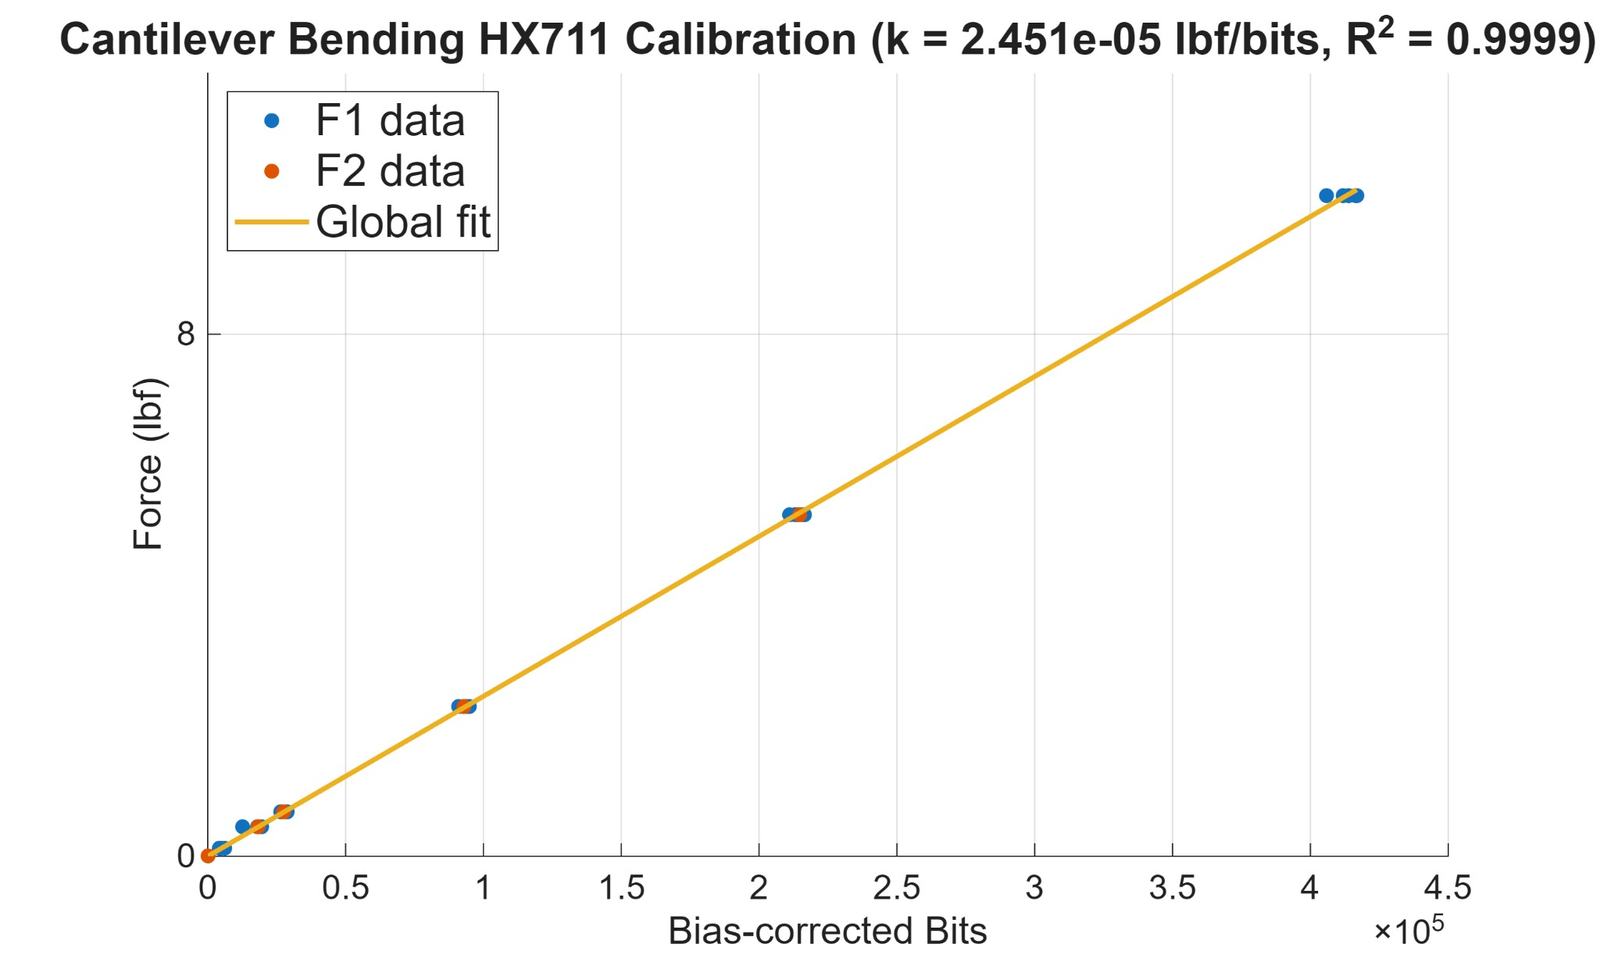 Cantilever Bending HX711 Calibration (k = 2.451e-05 lbf/bits, R² = 0.9999)
F1 data
F2 data
Global fit
8
0
Force (lbf)
0 0.5 1 1.5 2 2.5 3 3.5 4 4.5
×10⁵
Bias-corrected Bits